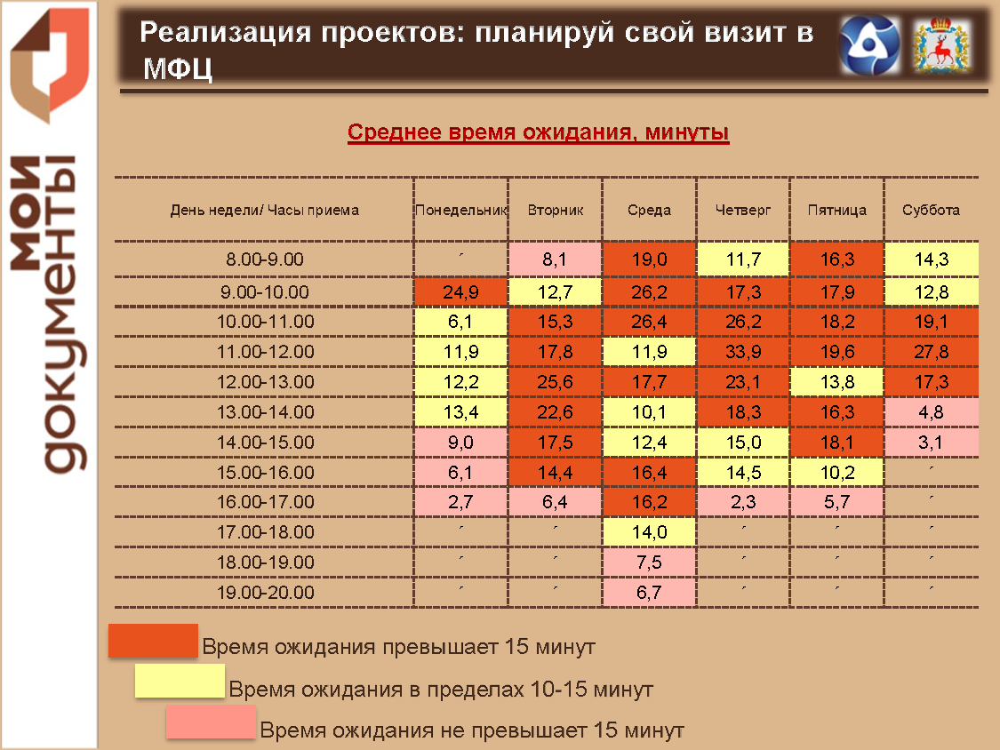 мои
документы
Реализация проектов: планируй свой визит в
МФЦ
Среднее время ожидания, минуты
День недели/ Часы приема Понедельник Вторник Среда Четверг Пятница Суббота
8.00-9.00 ´ 8,1 19,0 11,7 16,3 14,3
9.00-10.00 24,9 12,7 26,2 17,3 17,9 12,8
10.00-11.00 6,1 15,3 26,4 26,2 18,2 19,1
11.00-12.00 11,9 17,8 11,9 33,9 19,6 27,8
12.00-13.00 12,2 25,6 17,7 23,1 13,8 17,3
13.00-14.00 13,4 22,6 10,1 18,3 16,3 4,8
14.00-15.00 9,0 17,5 12,4 15,0 18,1 3,1
15.00-16.00 6,1 14,4 16,4 14,5 10,2 ´
16.00-17.00 2,7 6,4 16,2 2,3 5,7 ´
17.00-18.00 ´ ´ 14,0 ´ ´ ´
18.00-19.00 ´ ´ 7,5 ´ ´ ´
19.00-20.00 ´ ´ 6,7 ´ ´ ´
Время ожидания превышает 15 минут
Время ожидания в пределах 10-15 минут
Время ожидания не превышает 15 минут